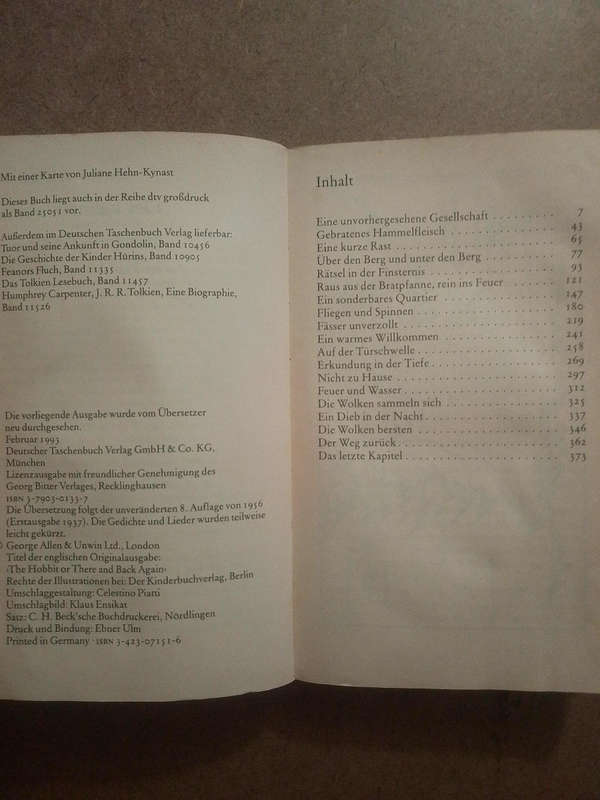 Mit einer Karte von Juliane Hehn-Kynast
Dieses Buch liegt auch in der Reihe dtv großdruck
als Band 25051 vor.
Außerdem im Deutschen Taschenbuch Verlag lieferbar:
Tuor und seine Ankunft in Gondolin, Band 10456
Die Geschichte der Kinder Húrins, Band 10905
Feanors Fluch, Band 11335
Das Tolkien Lesebuch, Band 11457
Humphrey Carpenter, J. R. R. Tolkien, Eine Biographie,
Band 11526
Die vorliegende Ausgabe wurde vom Übersetzer
neu durchgesehen.
Februar 1993
Deutscher Taschenbuch Verlag GmbH & Co. KG,
München
Lizenzausgabe mit freundlicher Genehmigung des
Georg Bitter Verlages, Recklinghausen
ISBN 3-7903-0133-7
Die Übersetzung folgt der unveränderten 8. Auflage von 1956
(Erstausgabe 1937). Die Gedichte und Lieder wurden teilweise
leicht gekürzt.
© George Allen & Unwin Ltd., London
Titel der englischen Originalausgabe:
›The Hobbit or There and Back Again‹
Rechte der Illustrationen bei: Der Kinderbuchverlag, Berlin
Umschlaggestaltung: Celestino Piatti
Umschlagbild: Klaus Ensikat
Satz: C. H. Beck'sche Buchdruckerei, Nördlingen
Druck und Bindung: Ebner Ulm
Printed in Germany · ISBN 3-423-07151-6
Inhalt
Eine unvorhergesehene Gesellschaft . . . . . . . . 7
Gebratenes Hammelfleisch . . . . . . . . 43
Eine kurze Rast . . . . . . . . 65
Über den Berg und unter den Berg . . . . . . . . 77
Rätsel in der Finsternis . . . . . . . . 93
Raus aus der Bratpfanne, rein ins Feuer . . . . . . . . 121
Ein sonderbares Quartier . . . . . . . . 147
Fliegen und Spinnen . . . . . . . . 180
Fässer unverzollt . . . . . . . . 219
Ein warmes Willkommen . . . . . . . . 241
Auf der Türschwelle . . . . . . . . 258
Erkundung in der Tiefe . . . . . . . . 269
Nicht zu Hause . . . . . . . . 297
Feuer und Wasser . . . . . . . . 312
Die Wolken sammeln sich . . . . . . . . 325
Ein Dieb in der Nacht . . . . . . . . 337
Die Wolken bersten . . . . . . . . 346
Der Weg zurück . . . . . . . . 362
Das letzte Kapitel . . . . . . . . 373